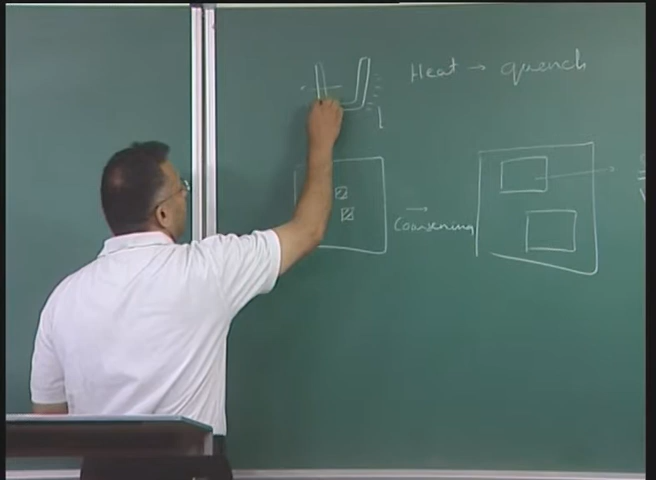 Heat → quench
Coarsening